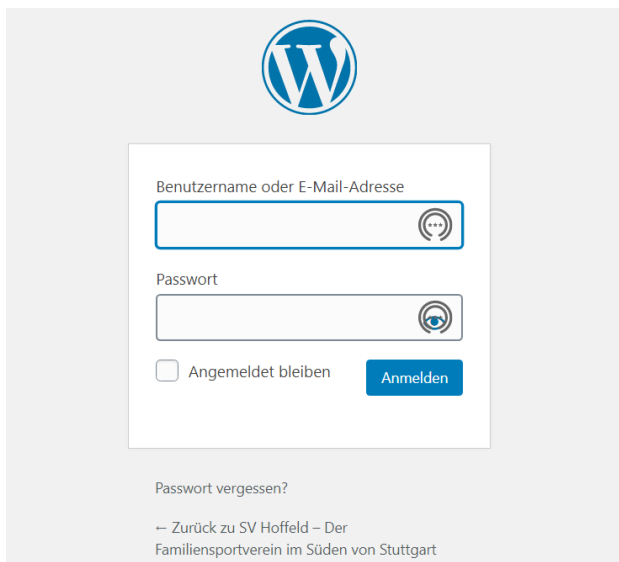 Benutzername oder E-Mail-Adresse
Passwort
Angemeldet bleiben
Anmelden
Passwort vergessen?
← Zurück zu SV Hoffeld – Der
Familiensportverein im Süden von Stuttgart